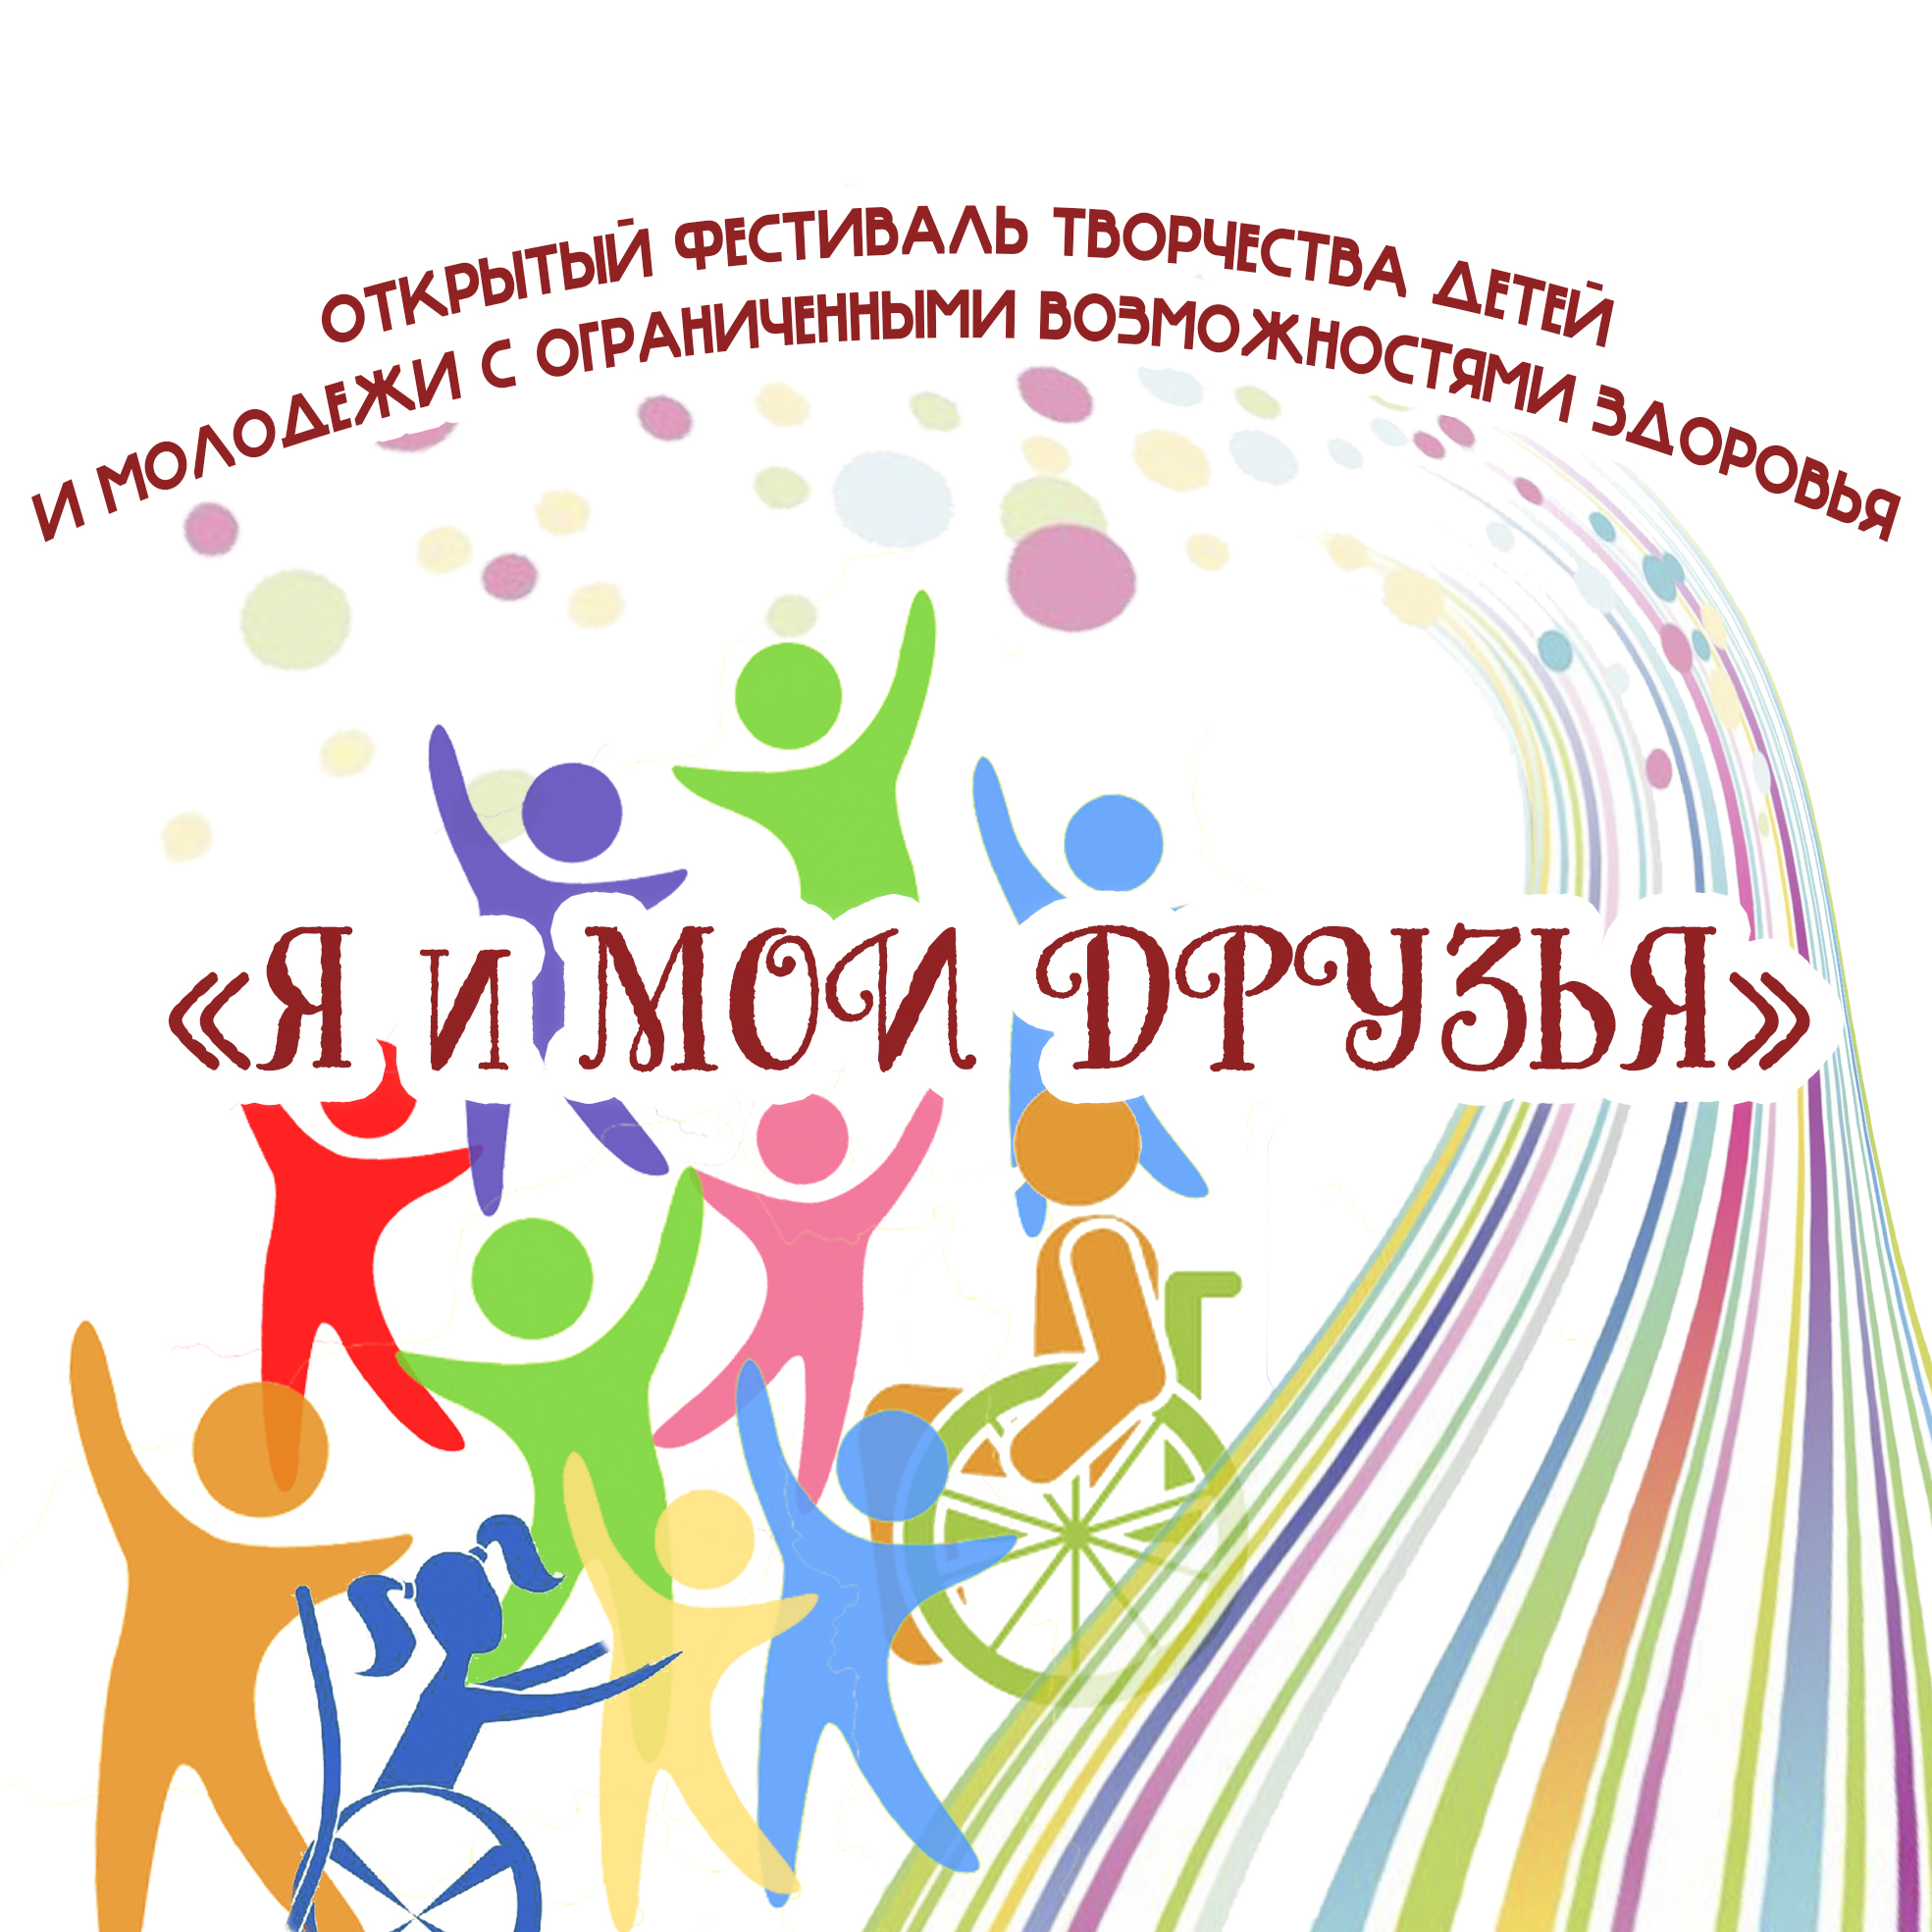 ОТКРЫТЫЙ ФЕСТИВАЛЬ ТВОРЧЕСТВА ДЕТЕЙ
И МОЛОДЕЖИ С ОГРАНИЧЕННЫМИ ВОЗМОЖНОСТЯМИ ЗДОРОВЬЯ
«Я и МОИ ДРУЗЬЯ»